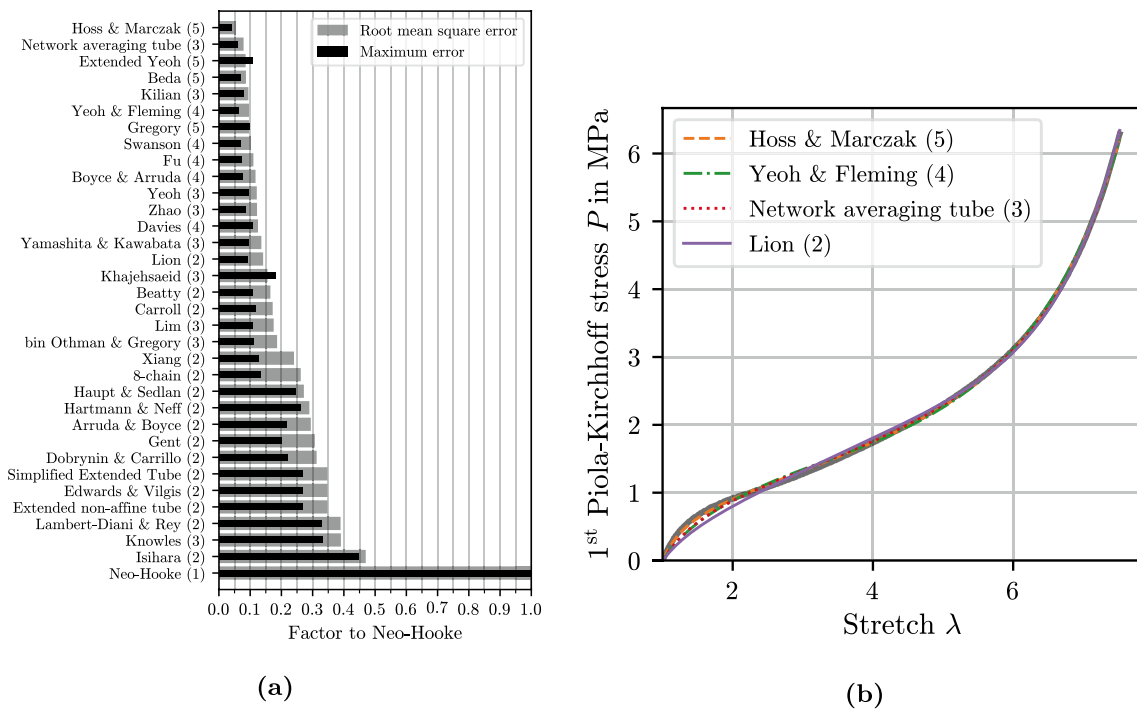 Hoss & Marczak (5)
Network averaging tube (3)
Extended Yeoh (5)
Beda (5)
Kilian (3)
Yeoh & Fleming (4)
Gregory (5)
Swanson (4)
Fu (4)
Boyce & Arruda (4)
Yeoh (3)
Zhao (3)
Davies (4)
Yamashita & Kawabata (3)
Lion (2)
Khajehsaeid (3)
Beatty (2)
Carroll (2)
Lim (3)
bin Othman & Gregory (3)
Xiang (2)
8-chain (2)
Haupt & Sedlan (2)
Hartmann & Neff (2)
Arruda & Boyce (2)
Gent (2)
Dobrynin & Carrillo (2)
Simplified Extended Tube (2)
Edwards & Vilgis (2)
Extended non-affine tube (2)
Lambert-Diani & Rey (2)
Knowles (3)
Isihara (2)
Neo-Hooke (1)
Root mean square error
Maximum error
0.0 0.1 0.2 0.3 0.4 0.5 0.6 0.7 0.8 0.9 1.0
Factor to Neo-Hooke
(a)
1st Piola-Kirchhoff stress P in MPa
6
5
4
3
2
1
0
Hoss & Marczak (5)
Yeoh & Fleming (4)
Network averaging tube (3)
Lion (2)
2 4 6
Stretch λ
(b)